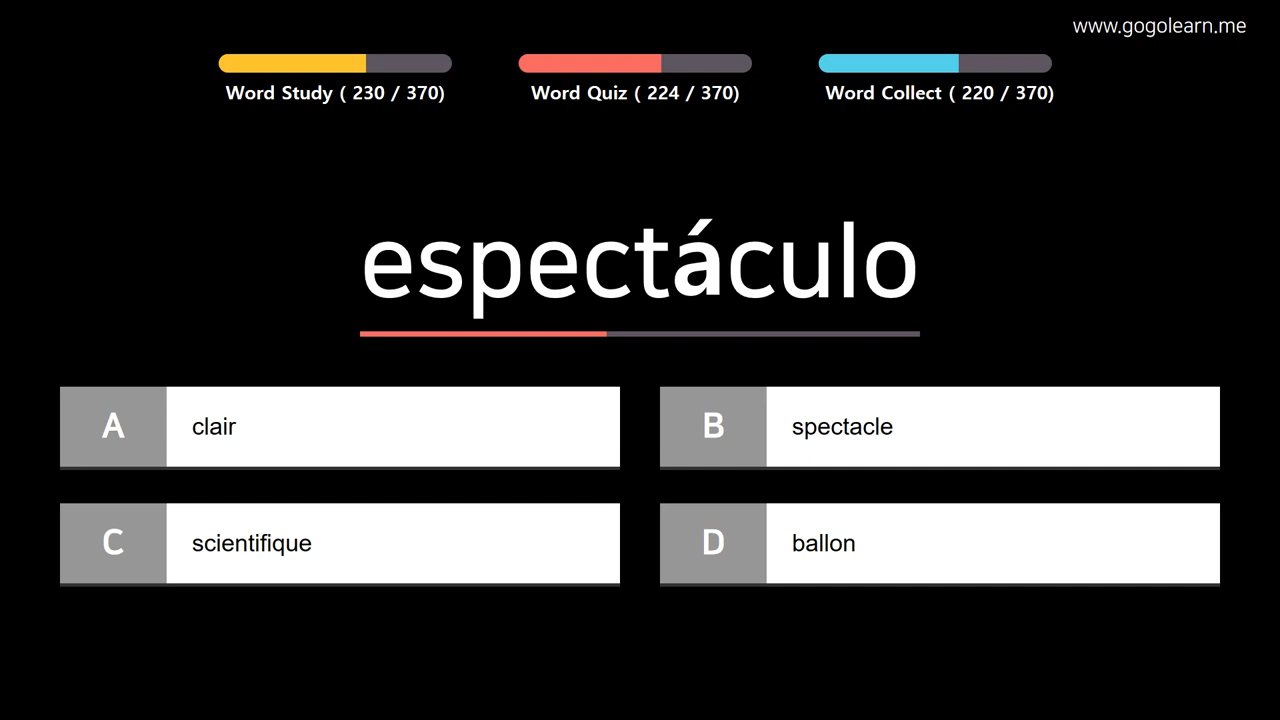 www.gogolearn.me
Word Study ( 230 / 370)
Word Quiz ( 224 / 370)
Word Collect ( 220 / 370)
espectáculo
A clair
B spectacle
C scientifique
D ballon